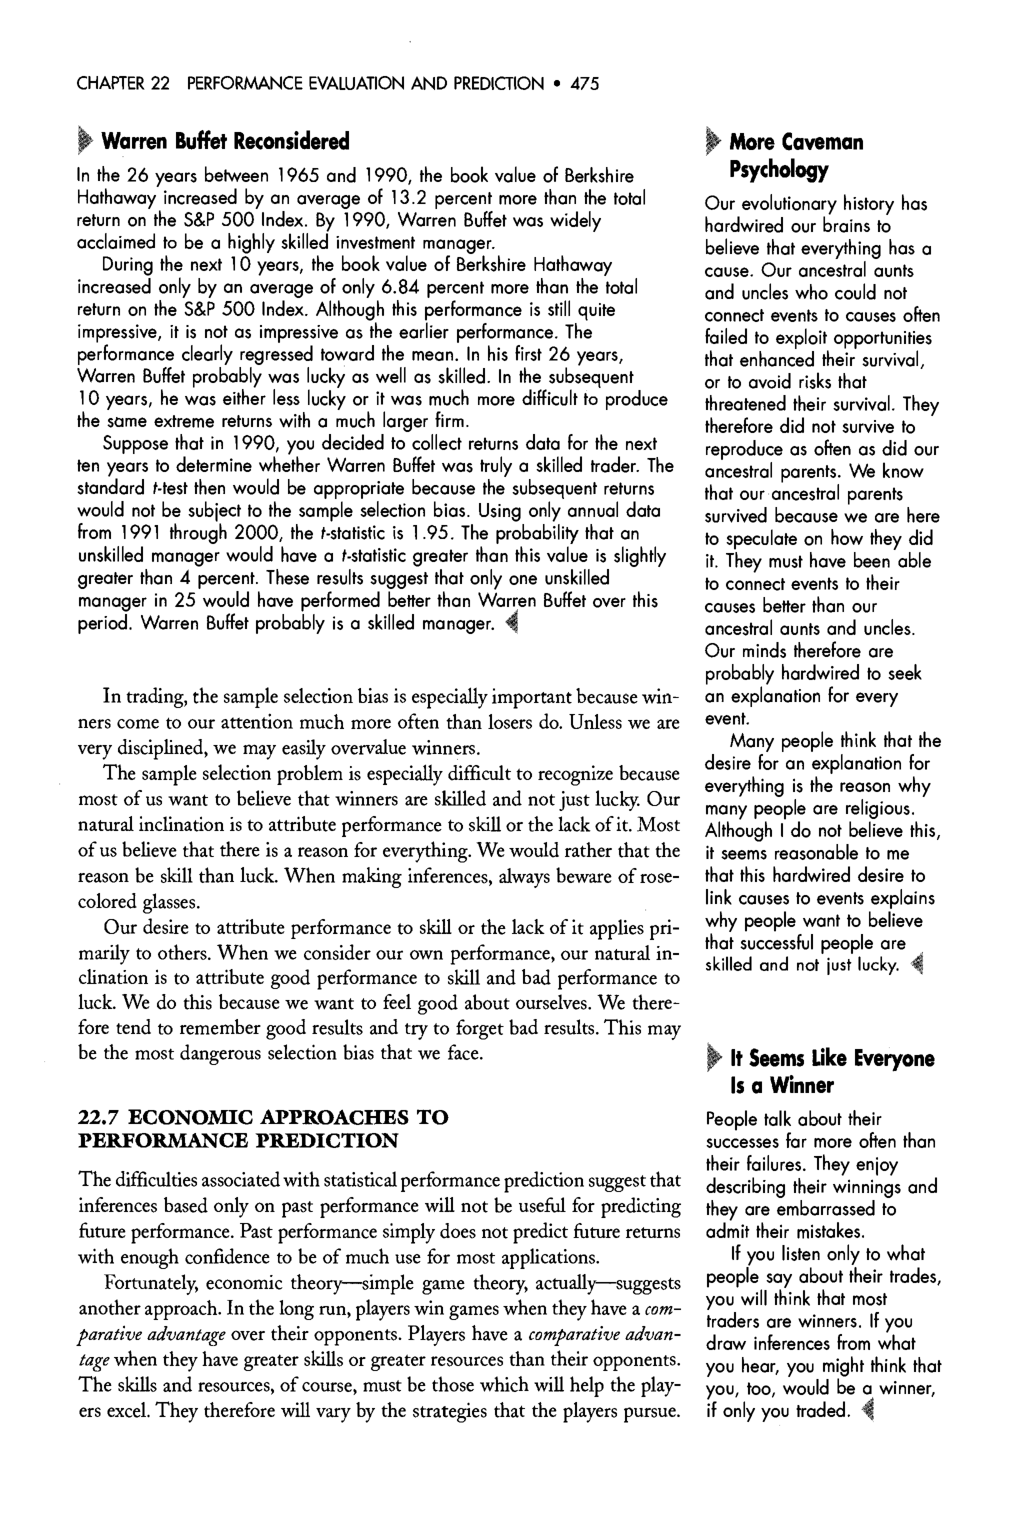 CHAPTER 22 PERFORMANCE EVALUATION AND PREDICTION • 475
Warren Buffet Reconsidered
In the 26 years between 1965 and 1990, the book value of Berkshire
Hathaway increased by an average of 13.2 percent more than the total
return on the S&P 500 Index. By 1990, Warren Buffet was widely
acclaimed to be a highly skilled investment manager.
During the next 10 years, the book value of Berkshire Hathaway
increased only by an average of only 6.84 percent more than the total
return on the S&P 500 Index. Although this performance is still quite
impressive, it is not as impressive as the earlier performance. The
performance clearly regressed toward the mean. In his first 26 years,
Warren Buffet probably was lucky as well as skilled. In the subsequent
10 years, he was either less lucky or it was much more difficult to produce
the same extreme returns with a much larger firm.
Suppose that in 1990, you decided to collect returns data for the next
ten years to determine whether Warren Buffet was truly a skilled trader. The
standard t-test then would be appropriate because the subsequent returns
would not be subject to the sample selection bias. Using only annual data
from 1991 through 2000, the t-statistic is 1.95. The probability that an
unskilled manager would have a t-statistic greater than this value is slightly
greater than 4 percent. These results suggest that only one unskilled
manager in 25 would have performed better than Warren Buffet over this
period. Warren Buffet probably is a skilled manager.
In trading, the sample selection bias is especially important because win-
ners come to our attention much more often than losers do. Unless we are
very disciplined, we may easily overvalue winners.
The sample selection problem is especially difficult to recognize because
most of us want to believe that winners are skilled and not just lucky. Our
natural inclination is to attribute performance to skill or the lack of it. Most
of us believe that there is a reason for everything. We would rather that the
reason be skill than luck. When making inferences, always beware of rose-
colored glasses.
Our desire to attribute performance to skill or the lack of it applies pri-
marily to others. When we consider our own performance, our natural in-
clination is to attribute good performance to skill and bad performance to
luck. We do this because we want to feel good about ourselves. We there-
fore tend to remember good results and try to forget bad results. This may
be the most dangerous selection bias that we face.
22.7 ECONOMIC APPROACHES TO
PERFORMANCE PREDICTION
The difficulties associated with statistical performance prediction suggest that
inferences based only on past performance will not be useful for predicting
future performance. Past performance simply does not predict future returns
with enough confidence to be of much use for most applications.
Fortunately, economic theory—simple game theory, actually—suggests
another approach. In the long run, players win games when they have a com-
parative advantage over their opponents. Players have a comparative advan-
tage when they have greater skills or greater resources than their opponents.
The skills and resources, of course, must be those which will help the play-
ers excel. They therefore will vary by the strategies that the players pursue.
More Caveman
Psychology
Our evolutionary history has
hardwired our brains to
believe that everything has a
cause. Our ancestral aunts
and uncles who could not
connect events to causes often
failed to exploit opportunities
that enhanced their survival,
or to avoid risks that
threatened their survival. They
therefore did not survive to
reproduce as often as did our
ancestral parents. We know
that our ancestral parents
survived because we are here
to speculate on how they did
it. They must have been able
to connect events to their
causes better than our
ancestral aunts and uncles.
Our minds therefore are
probably hardwired to seek
an explanation for every
event.
Many people think that the
desire for an explanation for
everything is the reason why
many people are religious.
Although I do not believe this,
it seems reasonable to me
that this hardwired desire to
link causes to events explains
why people want to believe
that successful people are
skilled and not just lucky.
It Seems Like Everyone
Is a Winner
People talk about their
successes far more often than
their failures. They enjoy
describing their winnings and
they are embarrassed to
admit their mistakes.
If you listen only to what
people say about their trades,
you will think that most
traders are winners. If you
draw inferences from what
you hear, you might think that
you, too, would be a winner,
if only you traded.